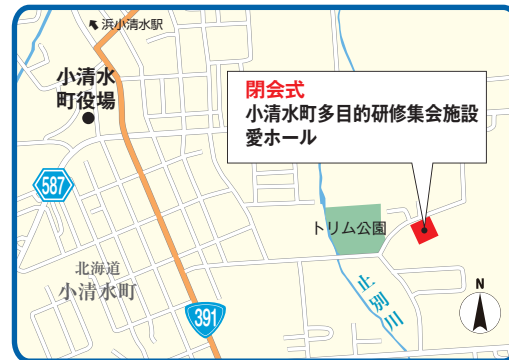 浜小清水駅
小清水
町役場
閉会式
小清水町多目的研修集会施設
愛ホール
587
トリム公園
北海道
小清水町
止別川
391
N